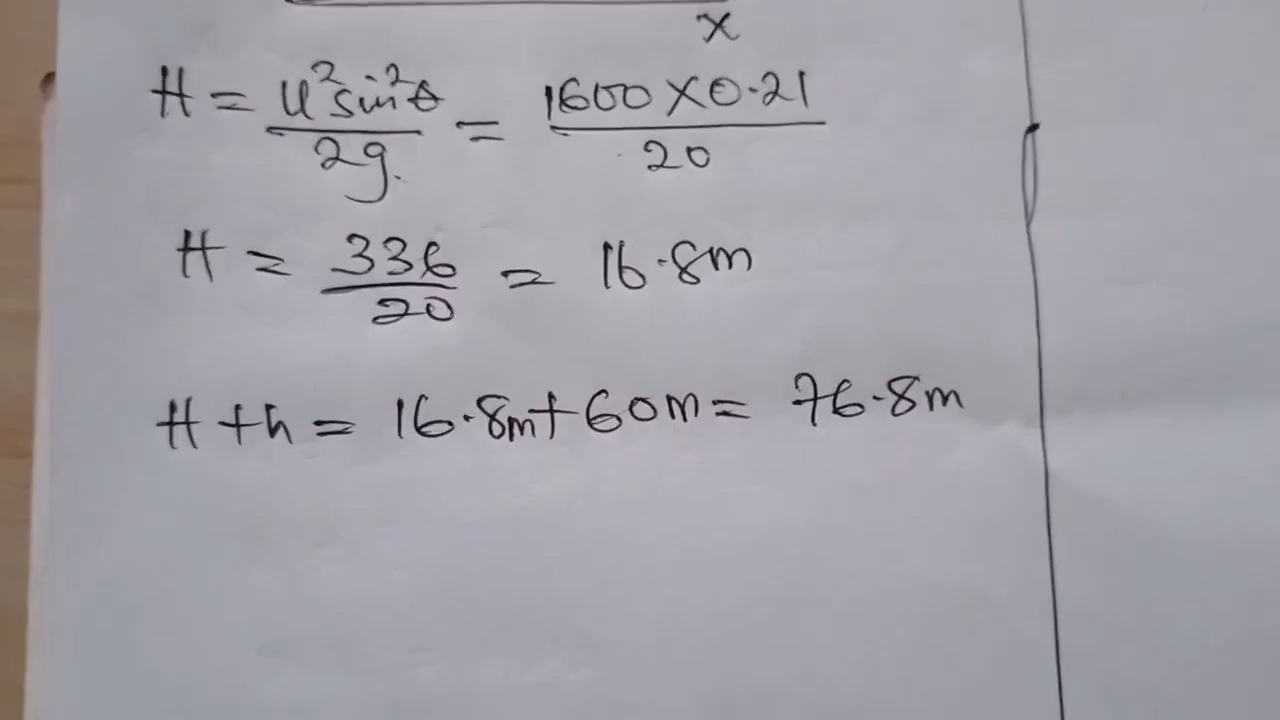 x
H = u²sin²θ/2g. = 1600×0.21/20
H = 336/20 = 16.8m
H+h = 16.8m+60m = 76.8m